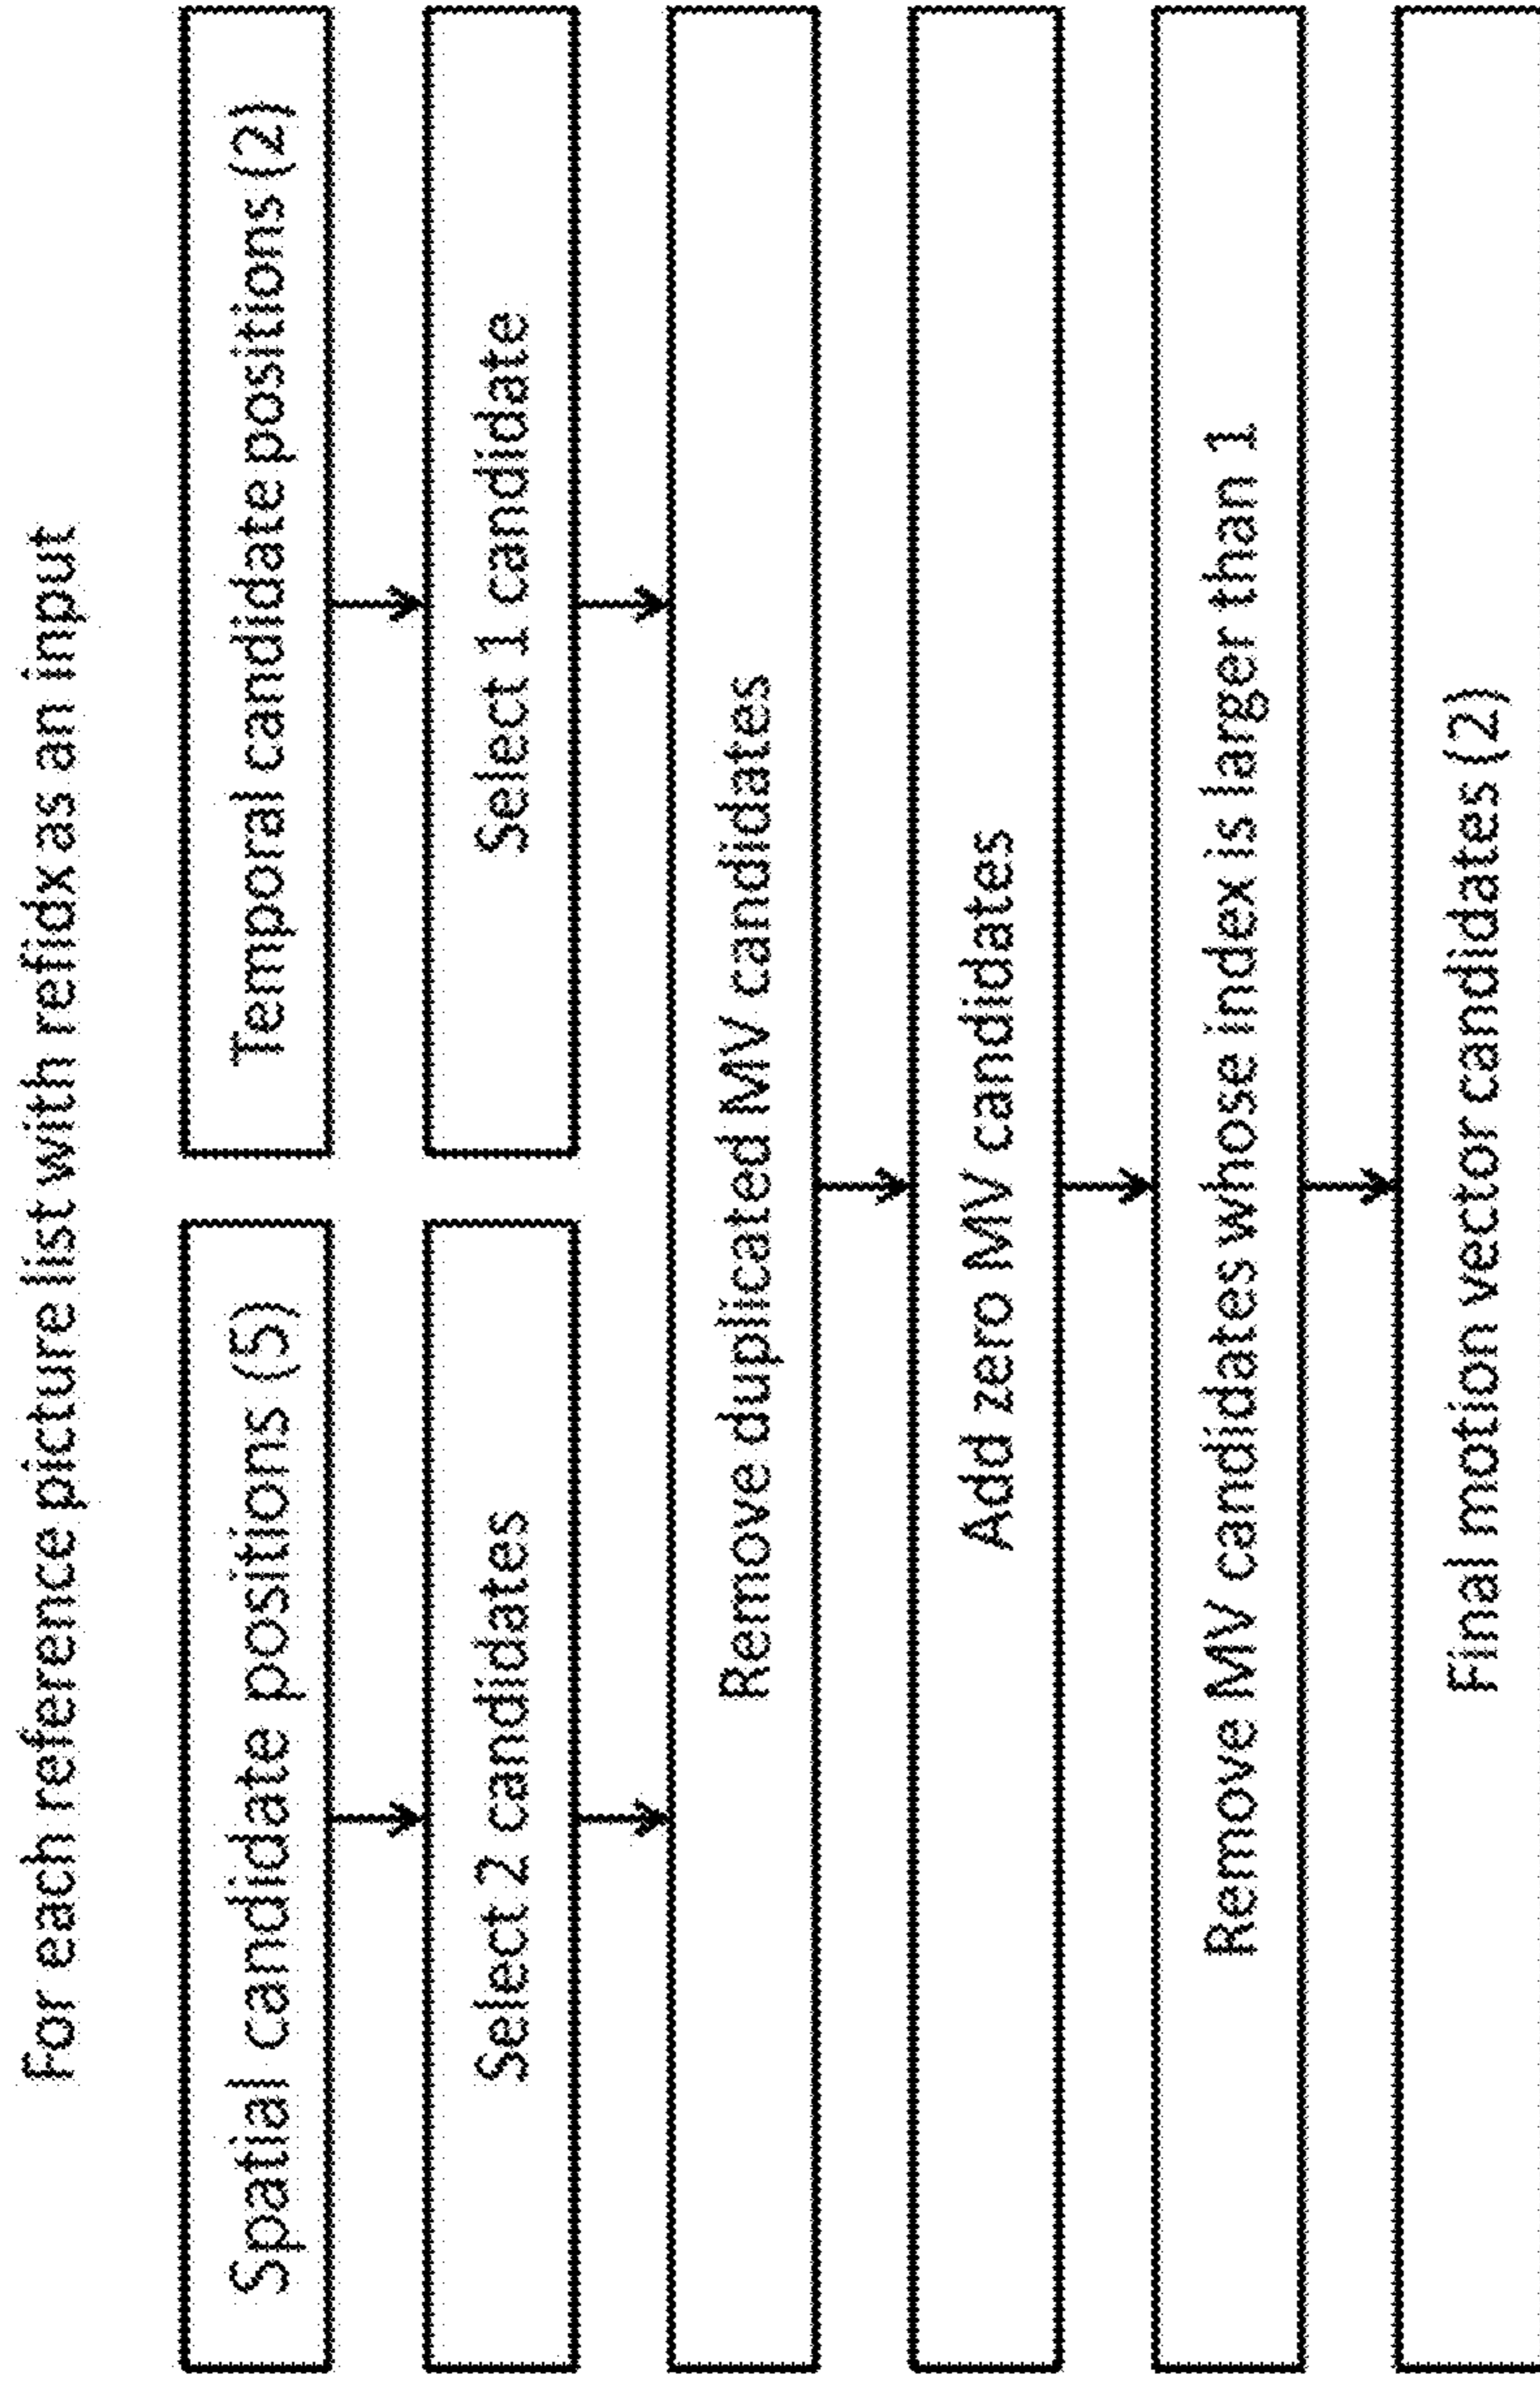 For each reference picture list with refidx as an input
Spatial candidate positions (5)
Temporal candidate positions (2)
Select 2 candidates
Select 1 candidate
Remove duplicated MV candidates
Add zero MV candidates
Remove MV candidates whose index is larger than 1
Final motion vector candidates (2)